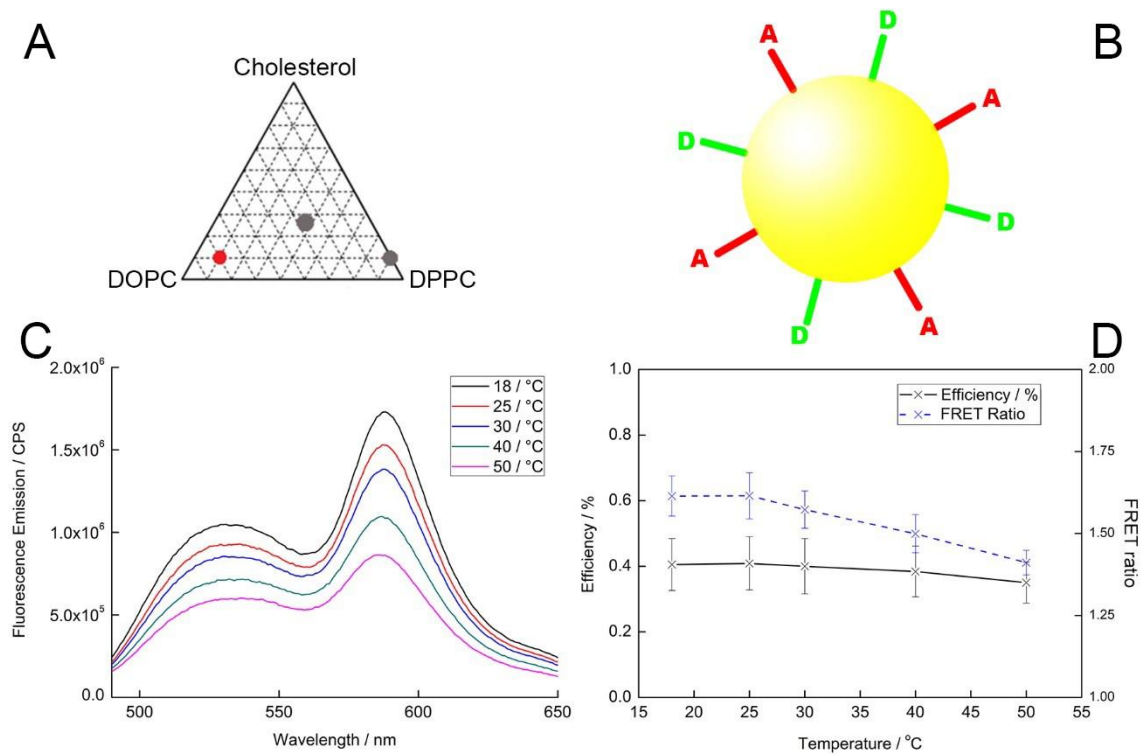 A
Cholesterol
DOPC
DPPC
B
A
D
A
D
A
D
A
D
C
Fluorescence Emission / CPS
2.0x10⁶
1.5x10⁶
1.0x10⁶
5.0x10⁵
0.0
18 / °C
25 / °C
30 / °C
40 / °C
50 / °C
500 550 600 650
Wavelength / nm
D
Efficiency / %
1.0
0.8
0.6
0.4
0.2
0.0
Efficiency / %
FRET Ratio
2.00
1.75
1.50
1.25
1.00
FRET ratio
15 20 25 30 35 40 45 50 55
Temperature / °C